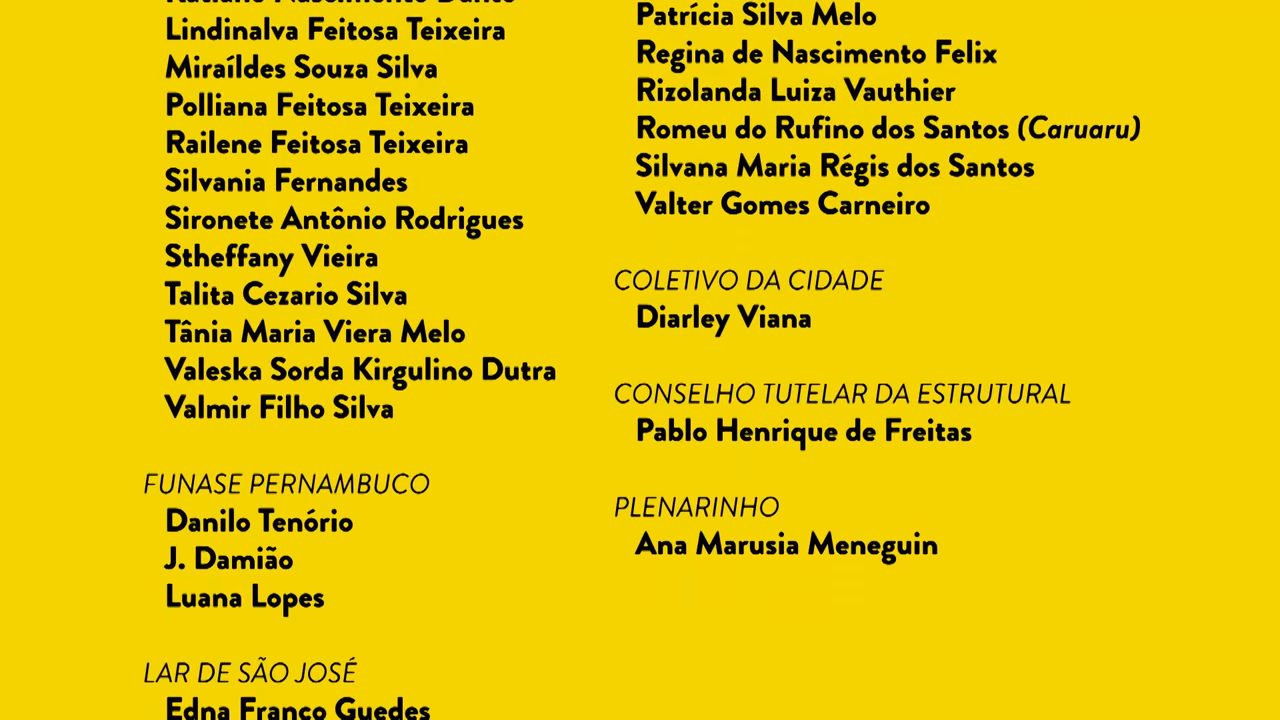 Lindinalva Feitosa Teixeira
Miraíldes Souza Silva
Polliana Feitosa Teixeira
Railene Feitosa Teixeira
Silvania Fernandes
Sironete Antônio Rodrigues
Stheffany Vieira
Talita Cezario Silva
Tânia Maria Viera Melo
Valeska Sorda Kirgulino Dutra
Valmir Filho Silva
FUNASE PERNAMBUCO
Danilo Tenório
J. Damião
Luana Lopes
LAR DE SÃO JOSÉ
Edna Franco Guedes
Patrícia Silva Melo
Regina de Nascimento Felix
Rizolanda Luiza Vauthier
Romeu do Rufino dos Santos (Caruaru)
Silvana Maria Régis dos Santos
Valter Gomes Carneiro
COLETIVO DA CIDADE
Diarley Viana
CONSELHO TUTELAR DA ESTRUTURAL
Pablo Henrique de Freitas
PLENARINHO
Ana Marusia Meneguin